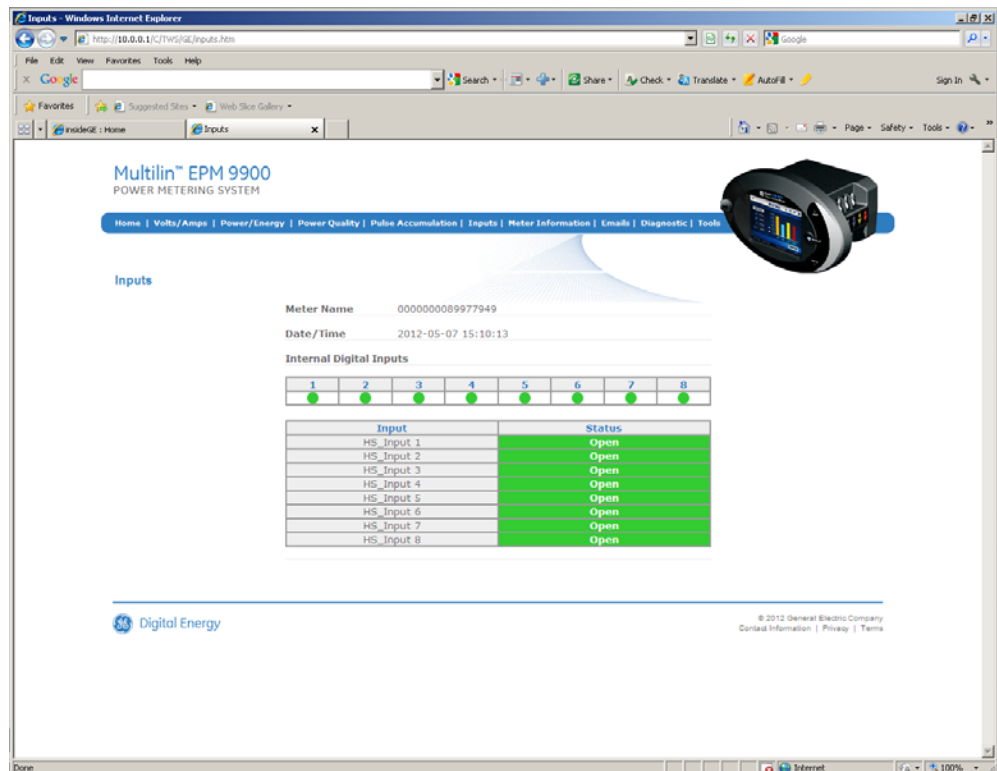 Inputs - Windows Internet Explorer
http://10.0.0.1/C/TWS/GE/inputs.htm
Google
File Edit View Favorites Tools Help
Google
Search
Share
Check
Translate
AutoFill
Sign In
Favorites
Suggested Sites
Web Slice Gallery
insideGE : Home
Inputs
Page
Safety
Tools
Multilin™ EPM 9900
POWER METERING SYSTEM
Home | Volts/Amps | Power/Energy | Power Quality | Pulse Accumulation | Inputs | Meter Information | Emails | Diagnostic | Tools
Inputs
Meter Name 0000000089977949
Date/Time 2012-05-07 15:10:13
Internal Digital Inputs
1 2 3 4 5 6 7 8
Input Status
HS_Input 1 Open
HS_Input 2 Open
HS_Input 3 Open
HS_Input 4 Open
HS_Input 5 Open
HS_Input 6 Open
HS_Input 7 Open
HS_Input 8 Open
Digital Energy
© 2012 General Electric Company
Contact Information | Privacy | Terms
Done
Internet
100%